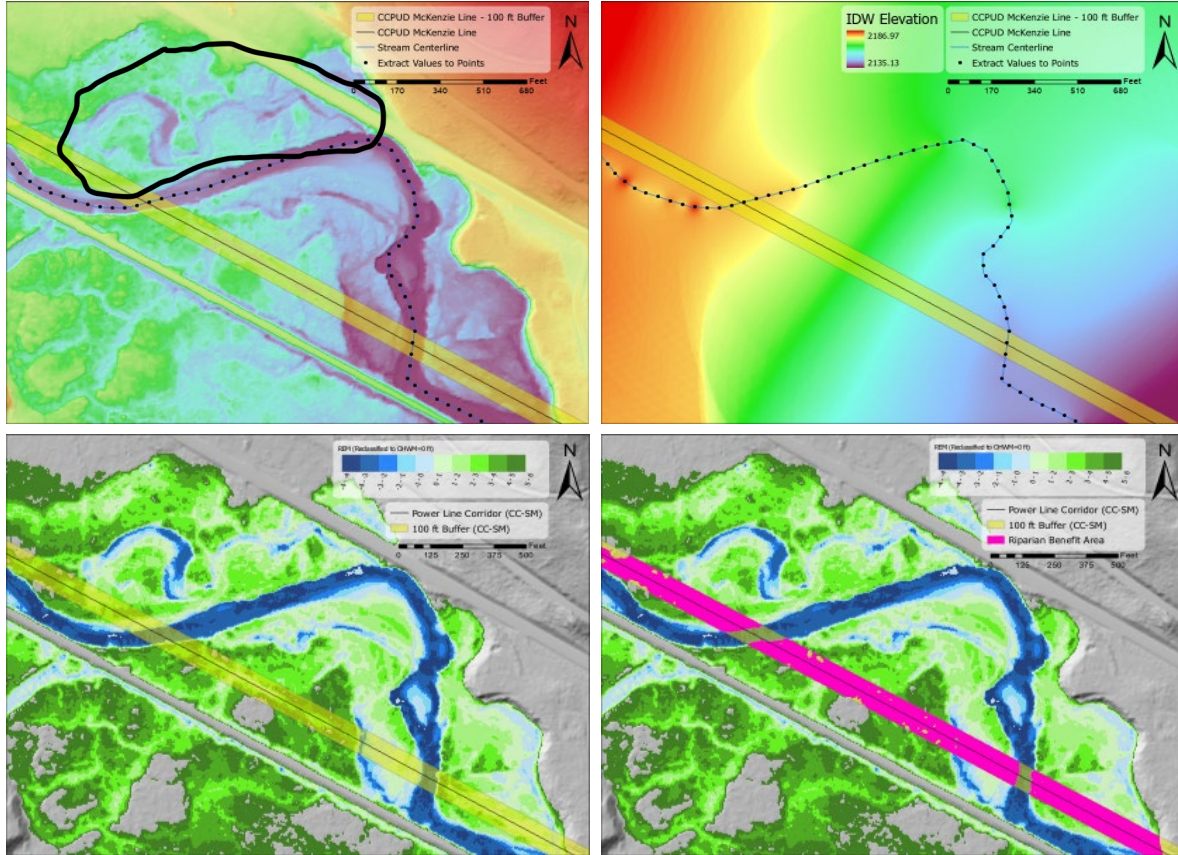 CCPUD McKenzie Line - 100 ft Buffer
CCPUD McKenzie Line
Stream Centerline
Extract Values to Points
N
Feet
0 170 340 510 680
IDW Elevation
2186.97
2135.13
CCPUD McKenzie Line - 100 ft Buffer
CCPUD McKenzie Line
Stream Centerline
Extract Values to Points
N
Feet
0 170 340 510 680
REM (Reclassified to OHWM=0 ft)
N
Power Line Corridor (CC-SM)
100 ft Buffer (CC-SM)
Feet
0 125 250 375 500
REM (Reclassified to OHWM=0 ft)
N
Power Line Corridor (CC-SM)
100 ft Buffer (CC-SM)
Riparian Benefit Area
Feet
0 125 250 375 500